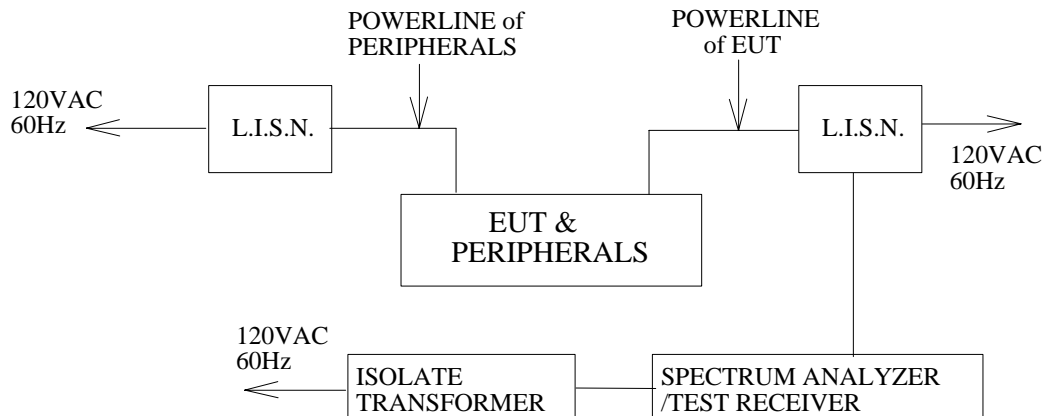 POWERLINE of
PERIPHERALS
POWERLINE
of EUT
120VAC
60Hz
L.I.S.N.
L.I.S.N.
120VAC
60Hz
EUT &
PERIPHERALS
120VAC
60Hz
ISOLATE
TRANSFORMER
SPECTRUM ANALYZER
/TEST RECEIVER